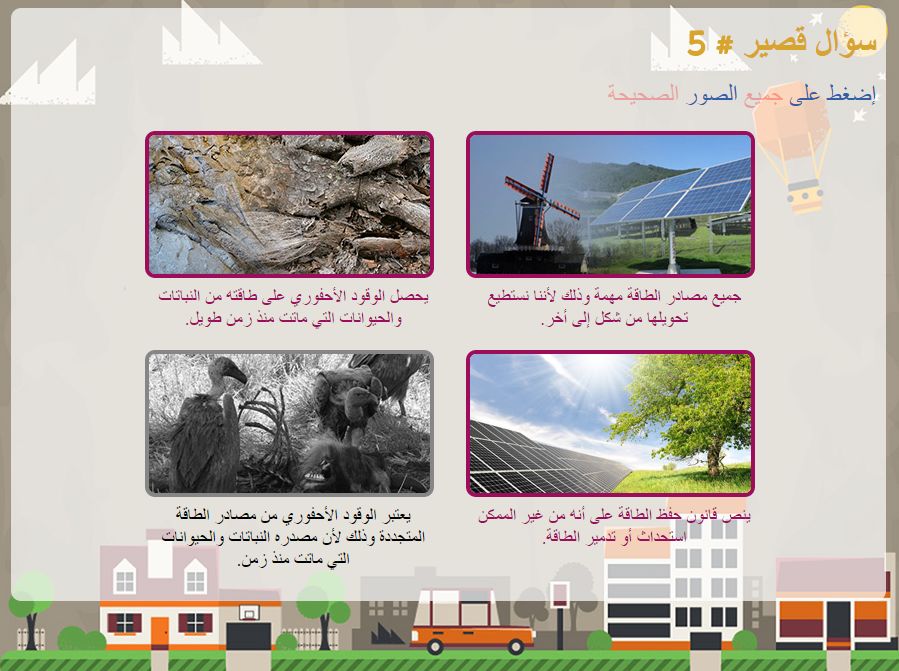 سؤال قصير # 5
إضغط على جميع الصور الصحيحة
جميع مصادر الطاقة مهمة وذلك لأننا نستطيع
تحويلها من شكل إلى أخر.
يحصل الوقود الأحفوري على طاقته من النباتات
والحيوانات التي ماتت منذ زمن طويل.
ينص قانون حفظ الطاقة على أنه من غير الممكن
استحداث أو تدمير الطاقة.
يعتبر الوقود الأحفوري من مصادر الطاقة
المتجددة وذلك لأن مصدره النباتات والحيوانات
التي ماتت منذ زمن.